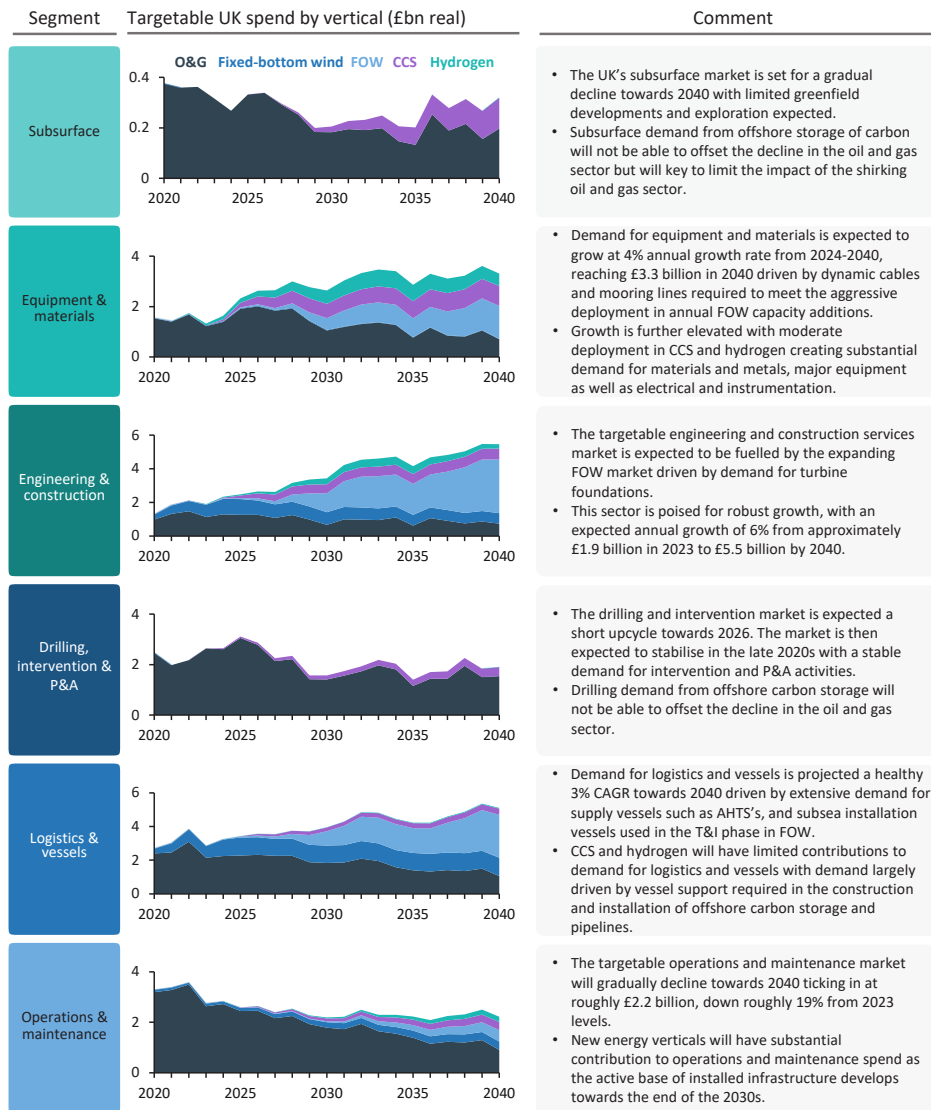 Segment
Targetable UK spend by vertical (£bn real)
Comment
Subsurface
O&G Fixed-bottom wind FOW CCS Hydrogen
0.4
0.2
0
2020 2025 2030 2035 2040
• The UK's subsurface market is set for a gradual
decline towards 2040 with limited greenfield
developments and exploration expected.
• Subsurface demand from offshore storage of carbon
will not be able to offset the decline in the oil and gas
sector but will key to limit the impact of the shirking
oil and gas sector.
Equipment &
materials
4
2
0
2020 2025 2030 2035 2040
• Demand for equipment and materials is expected to
grow at 4% annual growth rate from 2024-2040,
reaching £3.3 billion in 2040 driven by dynamic cables
and mooring lines required to meet the aggressive
deployment in annual FOW capacity additions.
• Growth is further elevated with moderate
deployment in CCS and hydrogen creating substantial
demand for materials and metals, major equipment
as well as electrical and instrumentation.
Engineering &
construction
6
4
2
0
2020 2025 2030 2035 2040
• The targetable engineering and construction services
market is expected to be fuelled by the expanding
FOW market driven by demand for turbine
foundations.
• This sector is poised for robust growth, with an
expected annual growth of 6% from approximately
£1.9 billion in 2023 to £5.5 billion by 2040.
Drilling,
intervention &
P&A
4
2
0
2020 2025 2030 2035 2040
• The drilling and intervention market is expected a
short upcycle towards 2026. The market is then
expected to stabilise in the late 2020s with a stable
demand for intervention and P&A activities.
• Drilling demand from offshore carbon storage will
not be able to offset the decline in the oil and gas
sector.
Logistics &
vessels
6
4
2
0
2020 2025 2030 2035 2040
• Demand for logistics and vessels is projected a healthy
3% CAGR towards 2040 driven by extensive demand for
supply vessels such as AHTS's, and subsea installation
vessels used in the T&I phase in FOW.
• CCS and hydrogen will have limited contributions to
demand for logistics and vessels with demand largely
driven by vessel support required in the construction
and installation of offshore carbon storage and
pipelines.
Operations &
maintenance
4
2
0
2020 2025 2030 2035 2040
• The targetable operations and maintenance market
will gradually decline towards 2040 ticking in at
roughly £2.2 billion, down roughly 19% from 2023
levels.
• New energy verticals will have substantial
contribution to operations and maintenance spend as
the active base of installed infrastructure develops
towards the end of the 2030s.